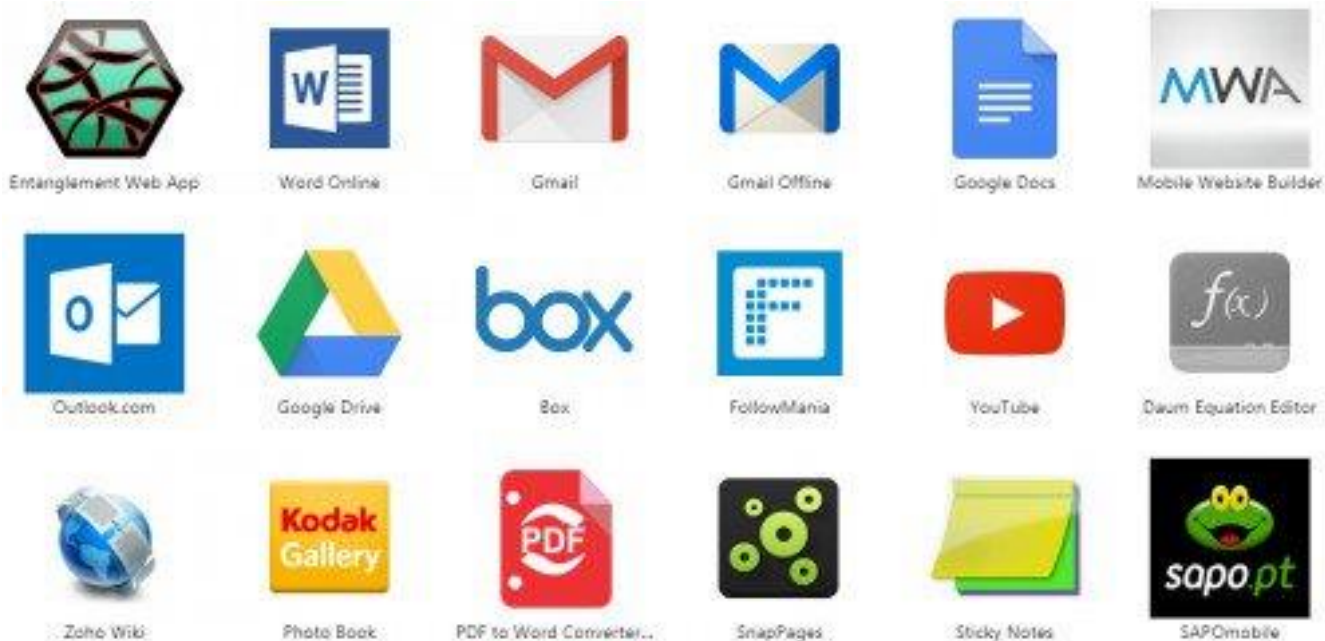 W
MWA
Entanglement Web App
Word Online
Gmail
Gmail Offline
Google Docs
Mobile Website Builder
O
box
F
f(x)
Outlook.com
Google Drive
Box
FollowMania
YouTube
Daum Equation Editor
Kodak
Gallery
PDF
sapo.pt
Zoho Wiki
Photo Book
PDF to Word Converter...
SnapPages
Sticky Notes
SAPOmobile